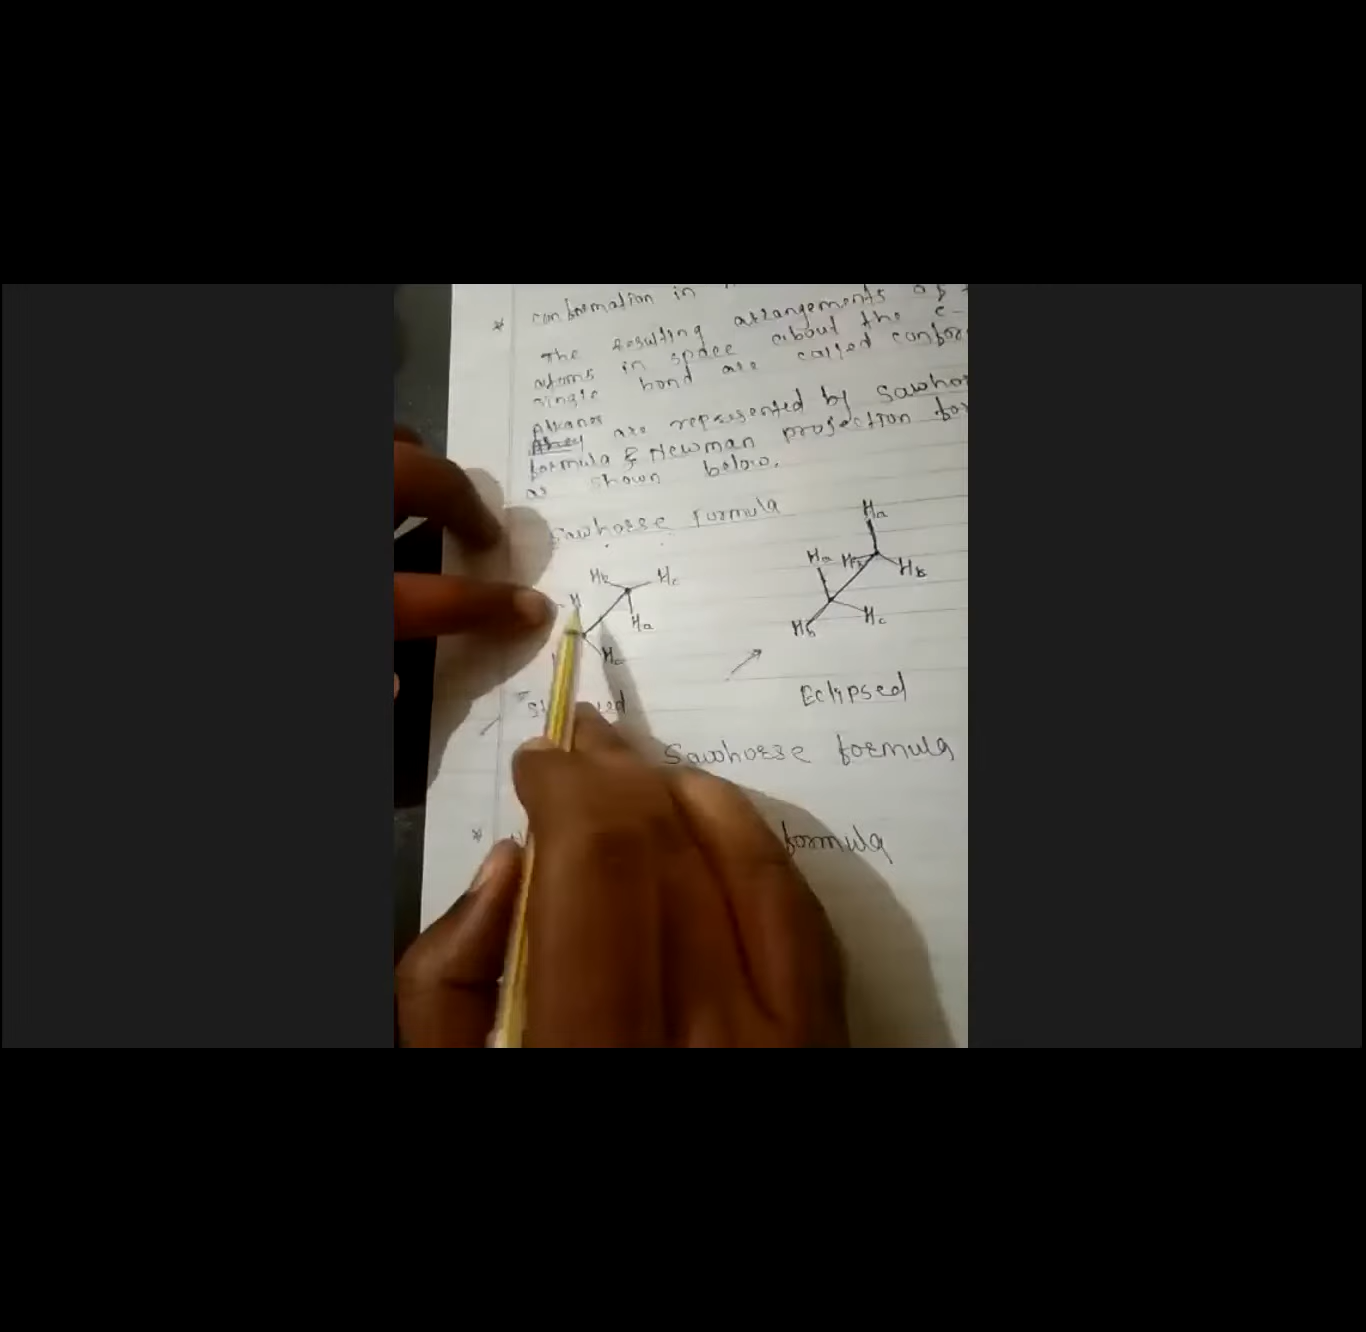 * conformation in
The resulting arrangements of
atoms in space about the C-
single bond are called confor
Alkanes
are represented by Sawhor
formula & Newman projection for
as shown below.
Sawhorse formula
Ha
Ha Hc Hb
Hb Hc
H
Ha
Hb Hc
Hc
Eclipsed
Sawhorse formula
* formula